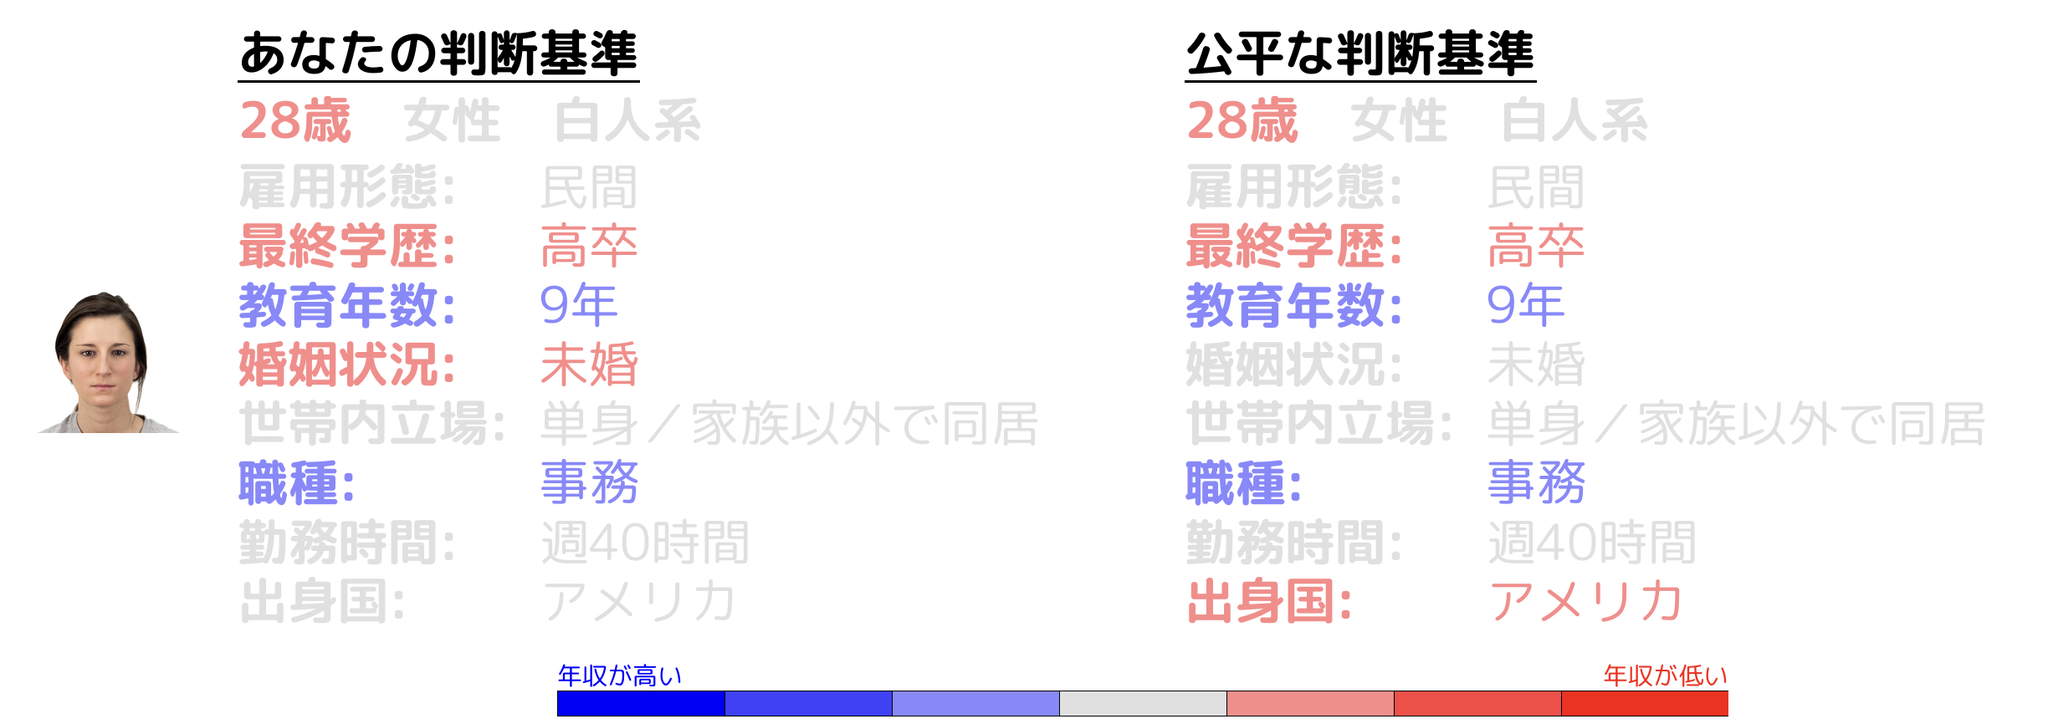 あなたの判断基準
28歳 女性 白人系
雇用形態: 民間
最終学歴: 高卒
教育年数: 9年
婚姻状況: 未婚
世帯内立場: 単身／家族以外で同居
職種: 事務
勤務時間: 週40時間
出身国: アメリカ
公平な判断基準
28歳 女性 白人系
雇用形態: 民間
最終学歴: 高卒
教育年数: 9年
婚姻状況: 未婚
世帯内立場: 単身／家族以外で同居
職種: 事務
勤務時間: 週40時間
出身国: アメリカ
年収が高い
年収が低い